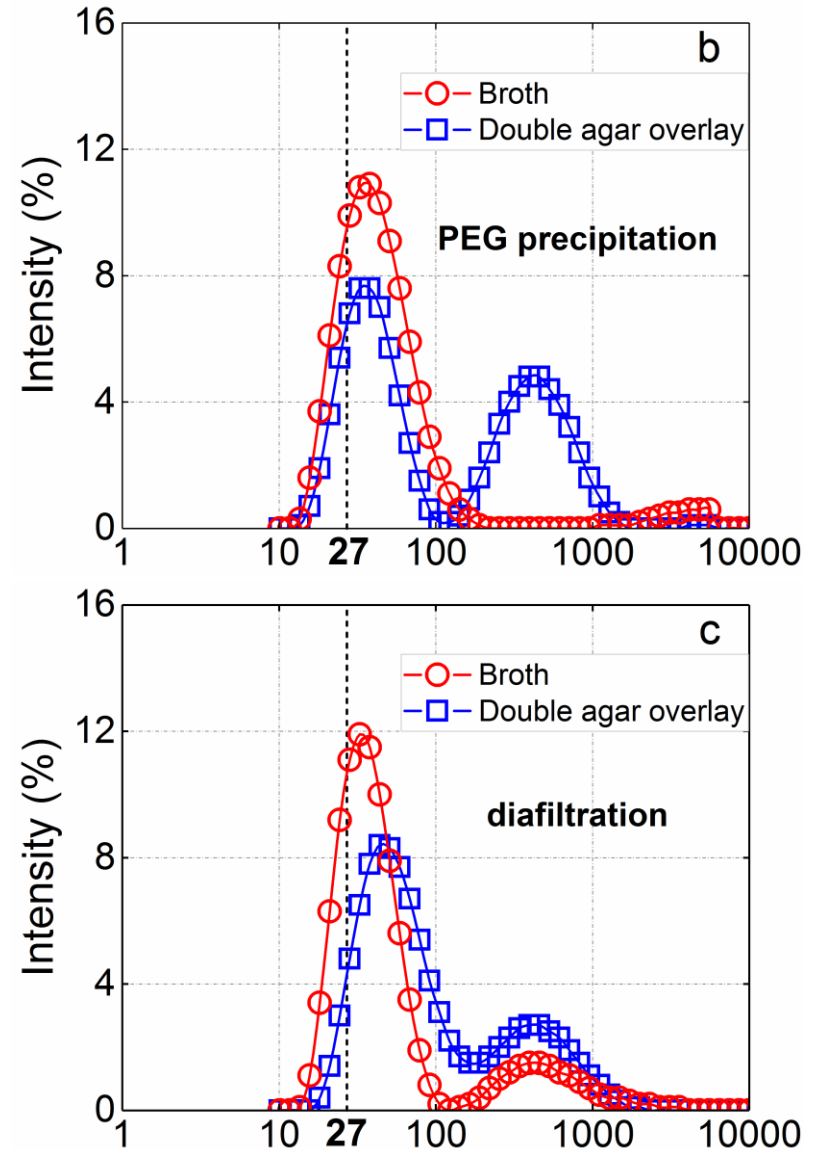 16
b
Broth
Double agar overlay
12
PEG precipitation
8
4
0
Intensity (%)
1 10 27 100 1000 10000
16
c
Broth
Double agar overlay
12
diafiltration
8
4
0
Intensity (%)
1 10 27 100 1000 10000